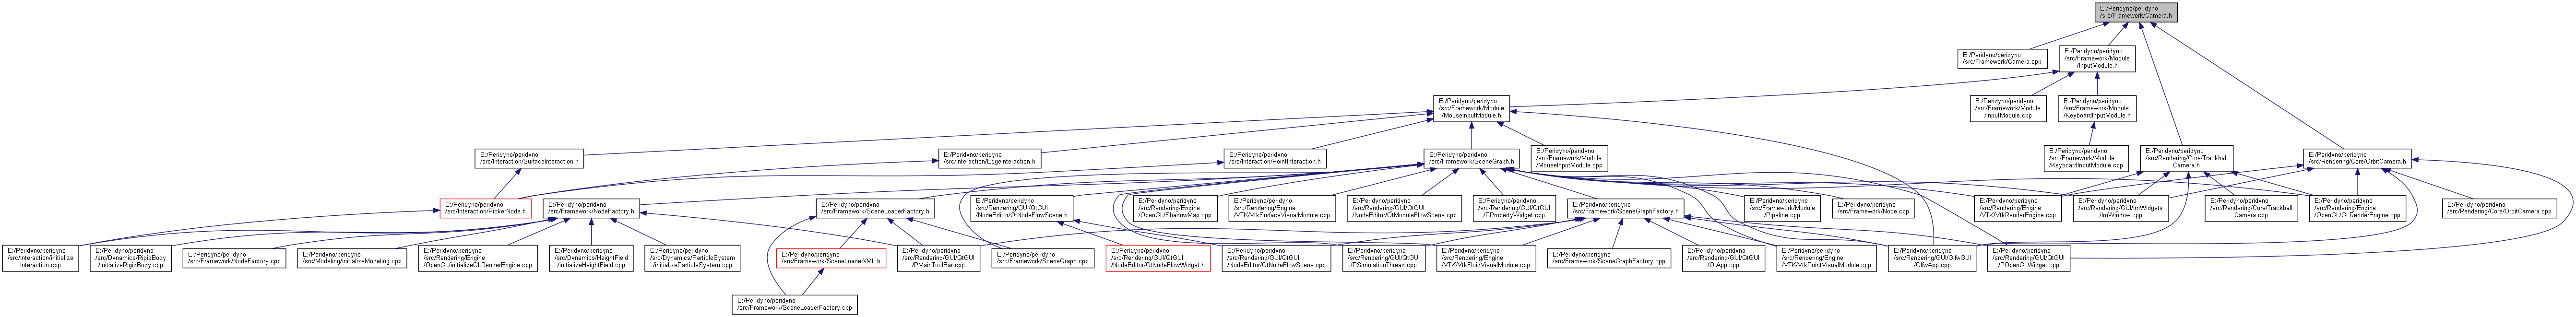 E:/Peridyno/peridyno
/src/Framework/Camera.h
E:/Peridyno/peridyno
/src/Framework/Camera.cpp
E:/Peridyno/peridyno
/src/Framework/Module
/InputModule.h
E:/Peridyno/peridyno
/src/Framework/Module
/MouseInputModule.h
E:/Peridyno/peridyno
/src/Framework/Module
/InputModule.cpp
E:/Peridyno/peridyno
/src/Framework/Module
/KeyboardInputModule.h
E:/Peridyno/peridyno
/src/Interaction/SurfaceInteraction.h
E:/Peridyno/peridyno
/src/Interaction/EdgeInteraction.h
E:/Peridyno/peridyno
/src/Interaction/PointInteraction.h
E:/Peridyno/peridyno
/src/Framework/SceneGraph.h
E:/Peridyno/peridyno
/src/Framework/Module
/MouseInputModule.cpp
E:/Peridyno/peridyno
/src/Framework/Module
/KeyboardInputModule.cpp
E:/Peridyno/peridyno
/src/Rendering/Core/Trackball
Camera.h
E:/Peridyno/peridyno
/src/Rendering/Core/OrbitCamera.h
E:/Peridyno/peridyno
/src/Interaction/PickerNode.h
E:/Peridyno/peridyno
/src/Framework/NodeFactory.h
E:/Peridyno/peridyno
/src/Framework/SceneLoaderFactory.h
E:/Peridyno/peridyno
/src/Rendering/GUI/QtGUI
/NodeEditor/QtNodeFlowScene.h
E:/Peridyno/peridyno
/src/Rendering/Engine
/OpenGL/ShadowMap.cpp
E:/Peridyno/peridyno
/src/Rendering/Engine
/VTK/VtkSurfaceVisualModule.cpp
E:/Peridyno/peridyno
/src/Rendering/GUI/QtGUI
/NodeEditor/QtModuleFlowScene.cpp
E:/Peridyno/peridyno
/src/Rendering/GUI/QtGUI
/PPropertyWidget.cpp
E:/Peridyno/peridyno
/src/Framework/SceneGraphFactory.h
E:/Peridyno/peridyno
/src/Framework/Module
/Pipeline.cpp
E:/Peridyno/peridyno
/src/Framework/Node.cpp
E:/Peridyno/peridyno
/src/Rendering/Engine
/VTK/VtkRenderEngine.cpp
E:/Peridyno/peridyno
/src/Rendering/GUI/ImWidgets
/ImWindow.cpp
E:/Peridyno/peridyno
/src/Rendering/Core/Trackball
Camera.cpp
E:/Peridyno/peridyno
/src/Rendering/Engine
/OpenGL/GLRenderEngine.cpp
E:/Peridyno/peridyno
/src/Rendering/Core/OrbitCamera.cpp
E:/Peridyno/peridyno
/src/Interaction/initialize
Interaction.cpp
E:/Peridyno/peridyno
/src/Dynamics/RigidBody
/initializeRigidBody.cpp
E:/Peridyno/peridyno
/src/Framework/NodeFactory.cpp
E:/Peridyno/peridyno
/src/Modeling/initializeModeling.cpp
E:/Peridyno/peridyno
/src/Rendering/Engine
/OpenGL/initializeGLRenderEngine.cpp
E:/Peridyno/peridyno
/src/Dynamics/HeightField
/initializeHeightField.cpp
E:/Peridyno/peridyno
/src/Dynamics/ParticleSystem
/initializeParticleSystem.cpp
E:/Peridyno/peridyno
/src/Framework/SceneLoaderXML.h
E:/Peridyno/peridyno
/src/Rendering/GUI/QtGUI
/PMainToolBar.cpp
E:/Peridyno/peridyno
/src/Framework/SceneGraph.cpp
E:/Peridyno/peridyno
/src/Rendering/GUI/QtGUI
/NodeEditor/QtNodeFlowWidget.h
E:/Peridyno/peridyno
/src/Rendering/GUI/QtGUI
/NodeEditor/QtNodeFlowScene.cpp
E:/Peridyno/peridyno
/src/Rendering/GUI/QtGUI
/PSimulationThread.cpp
E:/Peridyno/peridyno
/src/Rendering/Engine
/VTK/VtkFluidVisualModule.cpp
E:/Peridyno/peridyno
/src/Framework/SceneGraphFactory.cpp
E:/Peridyno/peridyno
/src/Rendering/GUI/QtGUI
/QtApp.cpp
E:/Peridyno/peridyno
/src/Rendering/Engine
/VTK/VtkPointVisualModule.cpp
E:/Peridyno/peridyno
/src/Rendering/GUI/GlfwGUI
/GlfwApp.cpp
E:/Peridyno/peridyno
/src/Rendering/GUI/QtGUI
/POpenGLWidget.cpp
E:/Peridyno/peridyno
/src/Framework/SceneLoaderFactory.cpp